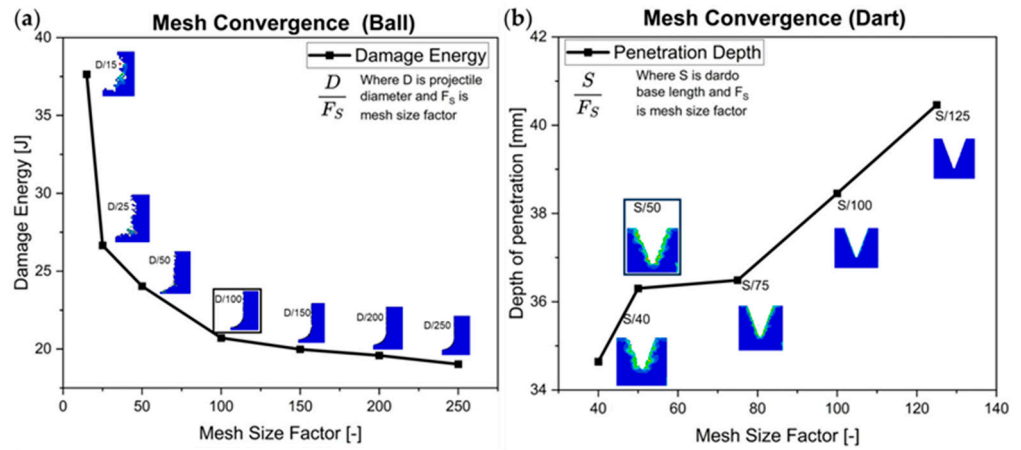 (a)
Mesh Convergence (Ball)
Damage Energy [J]
40
35
30
25
20
Damage Energy
D
F_S
Where D is projectile
diameter and F_S is
mesh size factor
D/15
D/25
D/50
D/100
D/150
D/200
D/250
0 50 100 150 200 250
Mesh Size Factor [-]
(b)
Mesh Convergence (Dart)
Depth of penetration [mm]
42
40
38
36
34
Penetration Depth
S
F_S
Where S is dardo
base length and F_S
is mesh size factor
S/125
S/50
S/100
S/75
S/40
40 60 80 100 120 140
Mesh Size Factor [-]